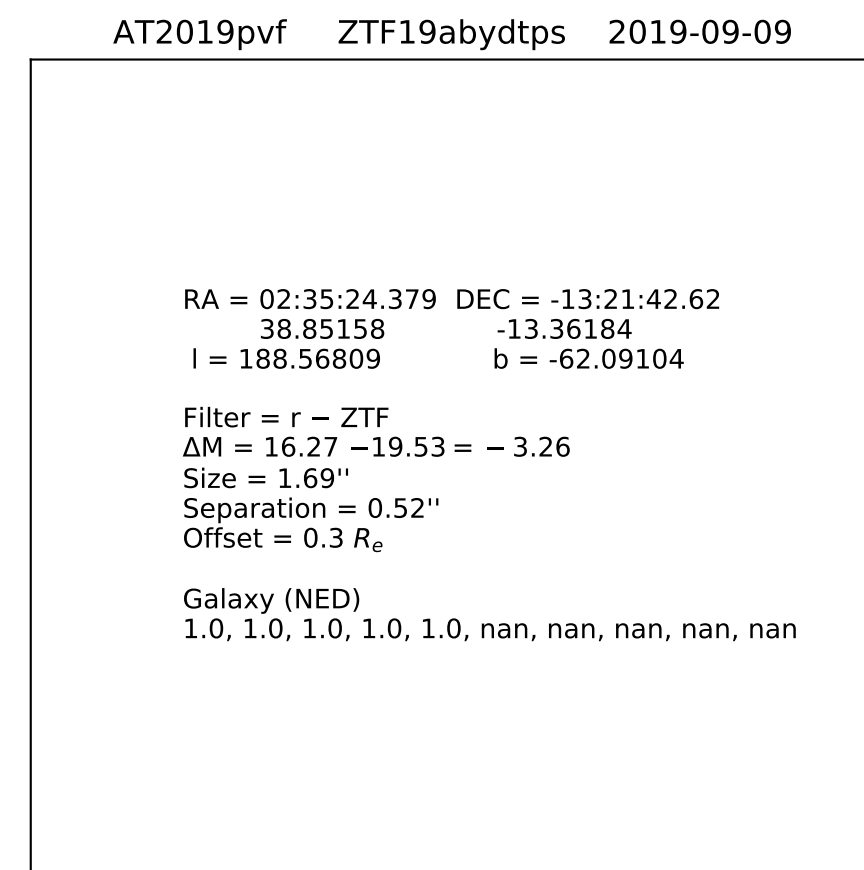 AT2019pvf ZTF19abydtps 2019-09-09
RA = 02:35:24.379 DEC = -13:21:42.62
38.85158 -13.36184
l = 188.56809 b = -62.09104
Filter = r − ZTF
ΔM = 16.27 −19.53 = − 3.26
Size = 1.69''
Separation = 0.52''
Offset = 0.3 Rₑ
Galaxy (NED)
1.0, 1.0, 1.0, 1.0, 1.0, nan, nan, nan, nan, nan